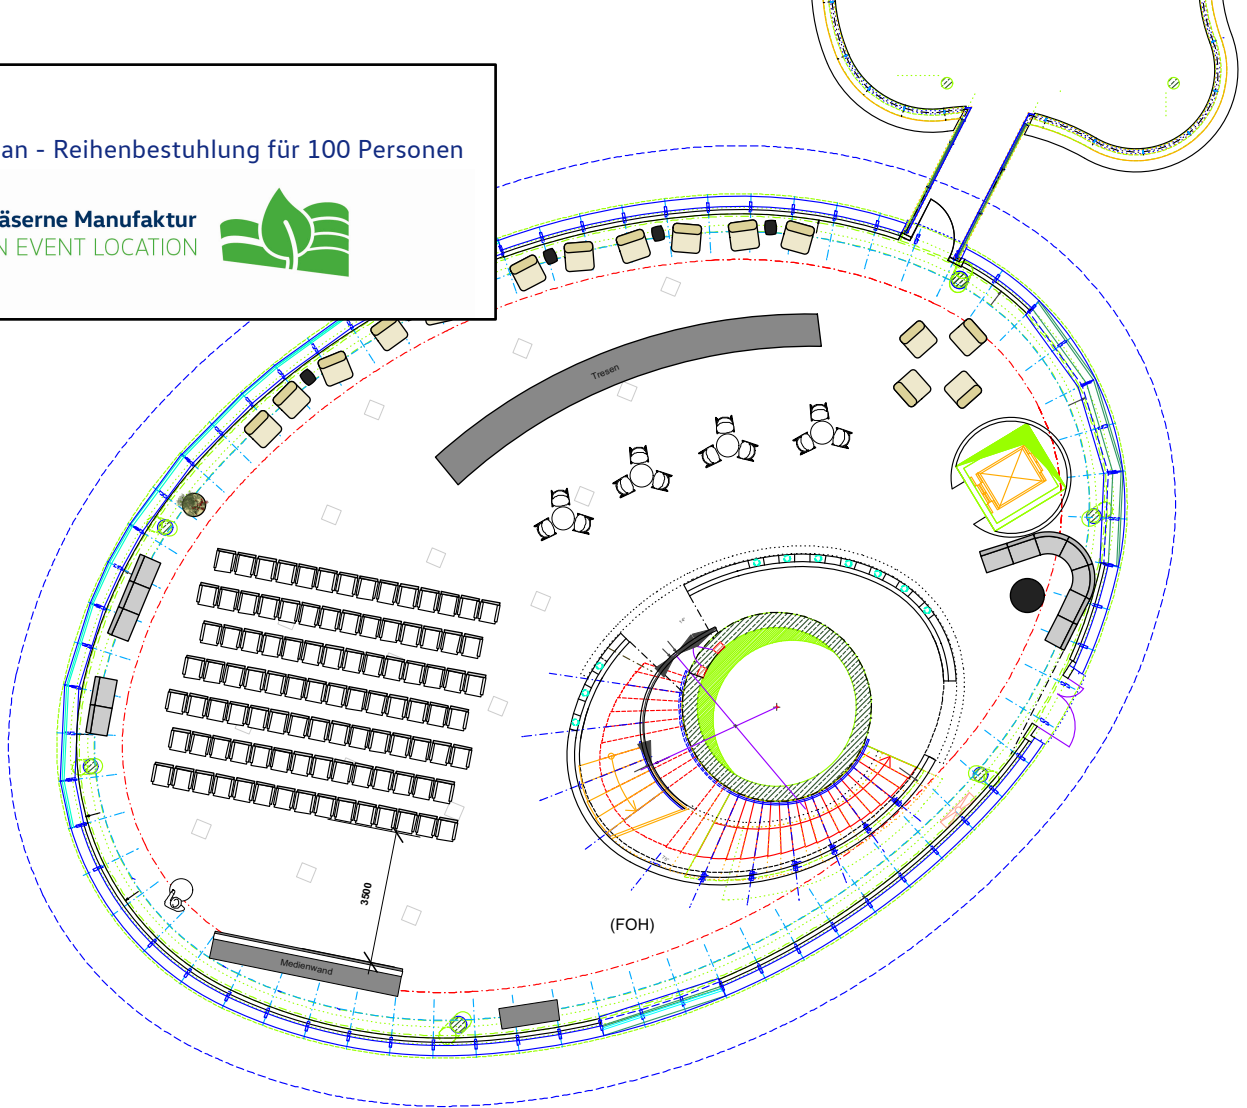 an - Reihenbestuhlung für 100 Personen
äserne Manufaktur
N EVENT LOCATION
Tresen
3500
(FOH)
Medienwand